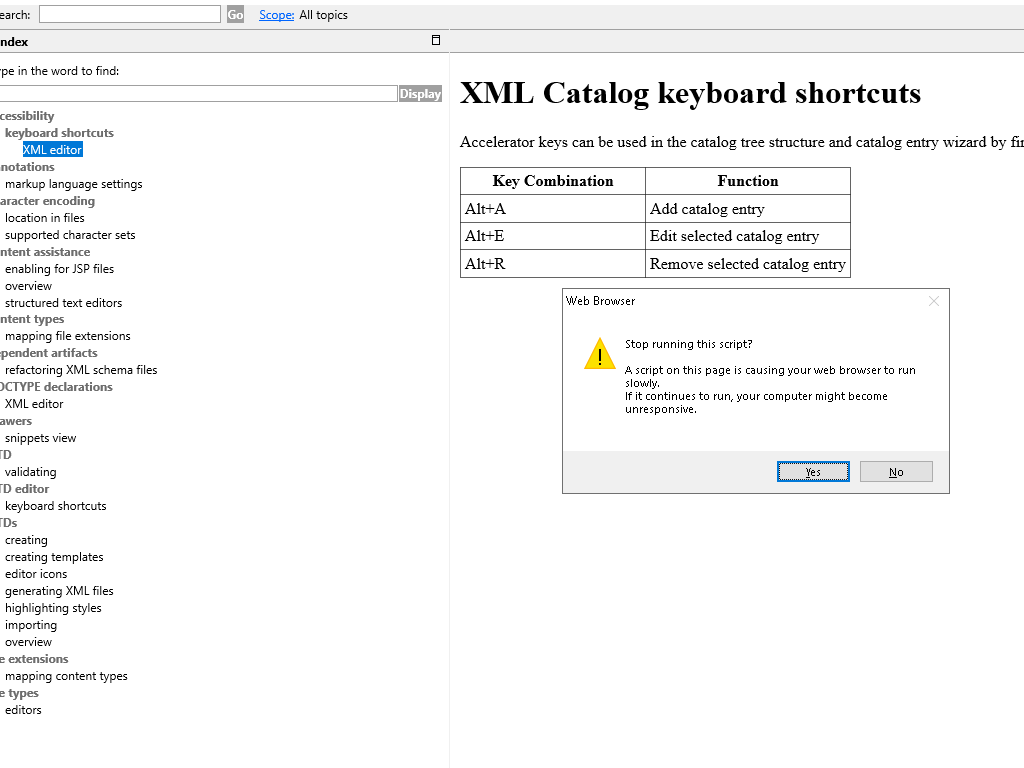 earch: Go Scope: All topics
ndex
pe in the word to find:
Display
cessibility
keyboard shortcuts
XML editor
notations
markup language settings
aracter encoding
location in files
supported character sets
ntent assistance
enabling for JSP files
overview
structured text editors
ntent types
mapping file extensions
pendent artifacts
refactoring XML schema files
OCTYPE declarations
XML editor
awers
snippets view
TD
validating
TD editor
keyboard shortcuts
TDs
creating
creating templates
editor icons
generating XML files
highlighting styles
importing
overview
e extensions
mapping content types
e types
editors
XML Catalog keyboard shortcuts
Accelerator keys can be used in the catalog tree structure and catalog entry wizard by fir
Key Combination Function
Alt+A Add catalog entry
Alt+E Edit selected catalog entry
Alt+R Remove selected catalog entry
Web Browser
Stop running this script?
A script on this page is causing your web browser to run
slowly.
If it continues to run, your computer might become
unresponsive.
Yes No